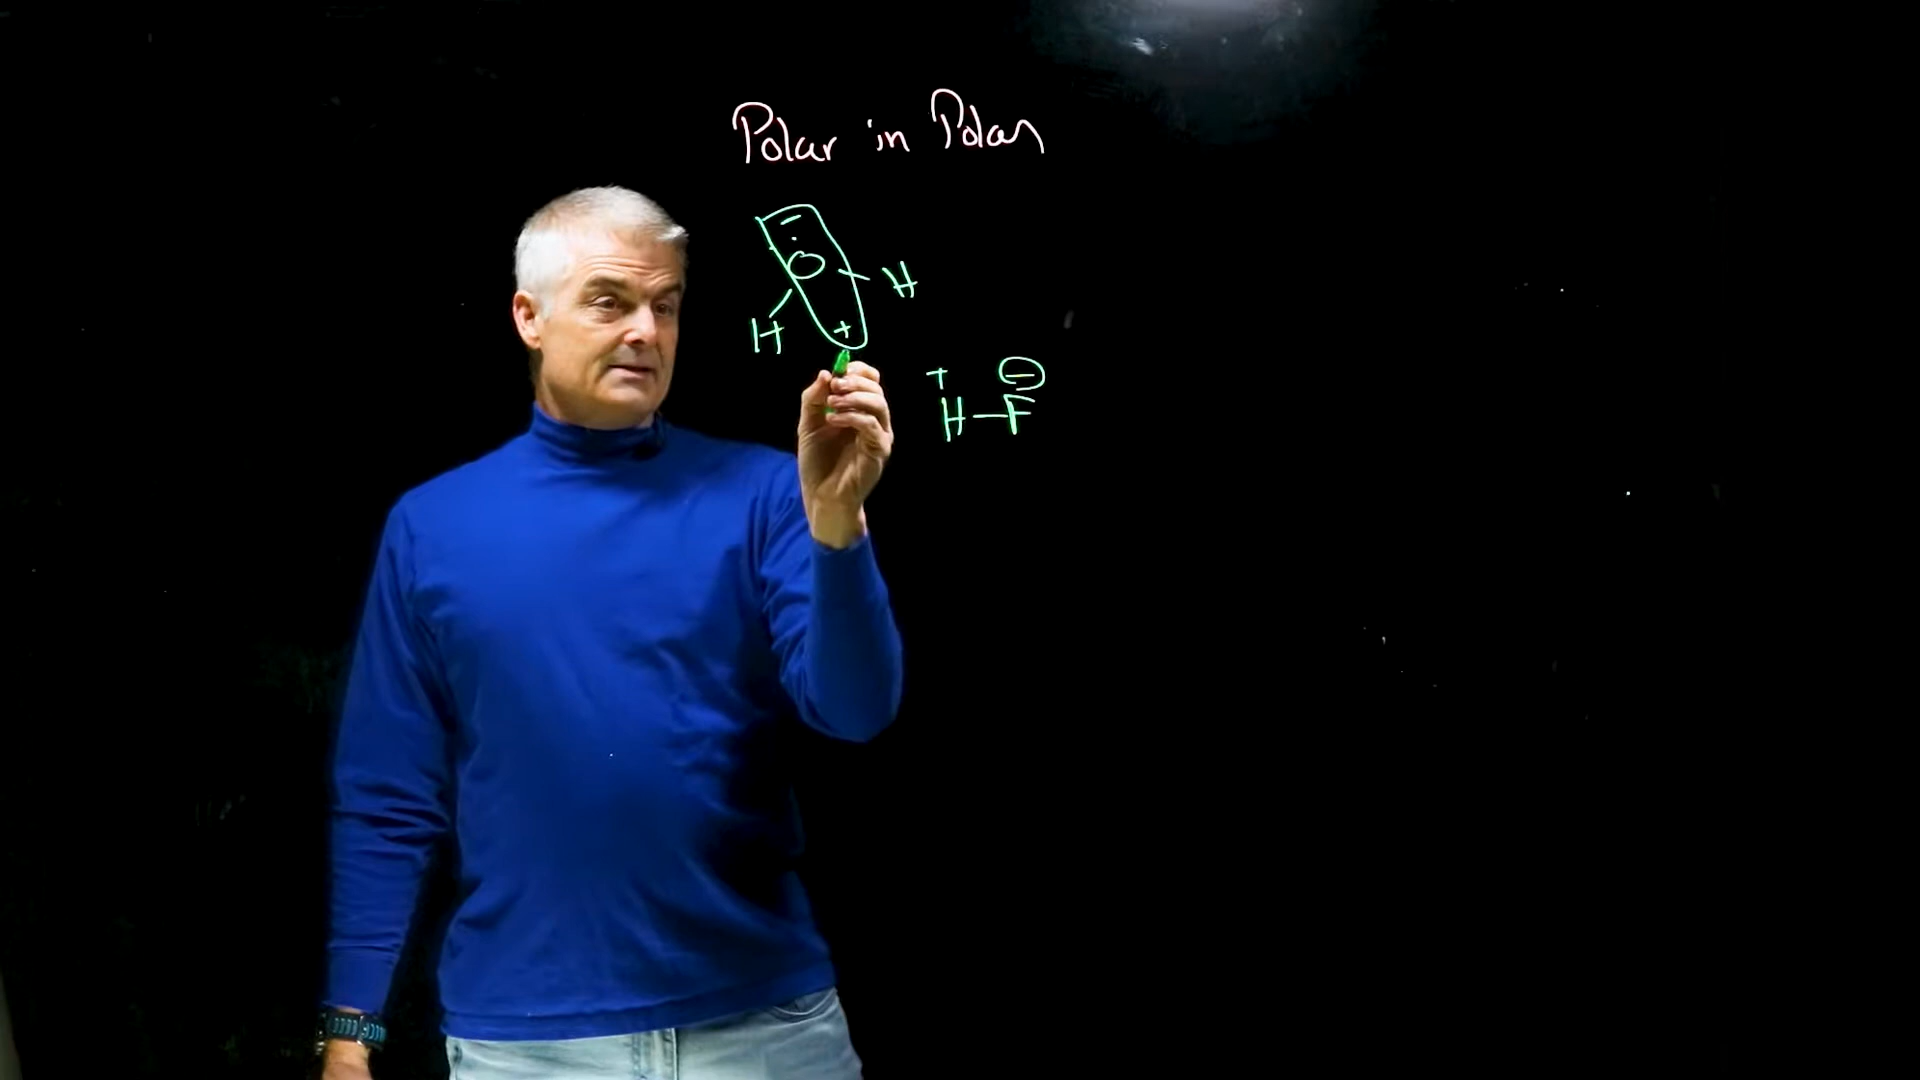 Polar in Polar
−
O
H
H
+
+ −
H—F